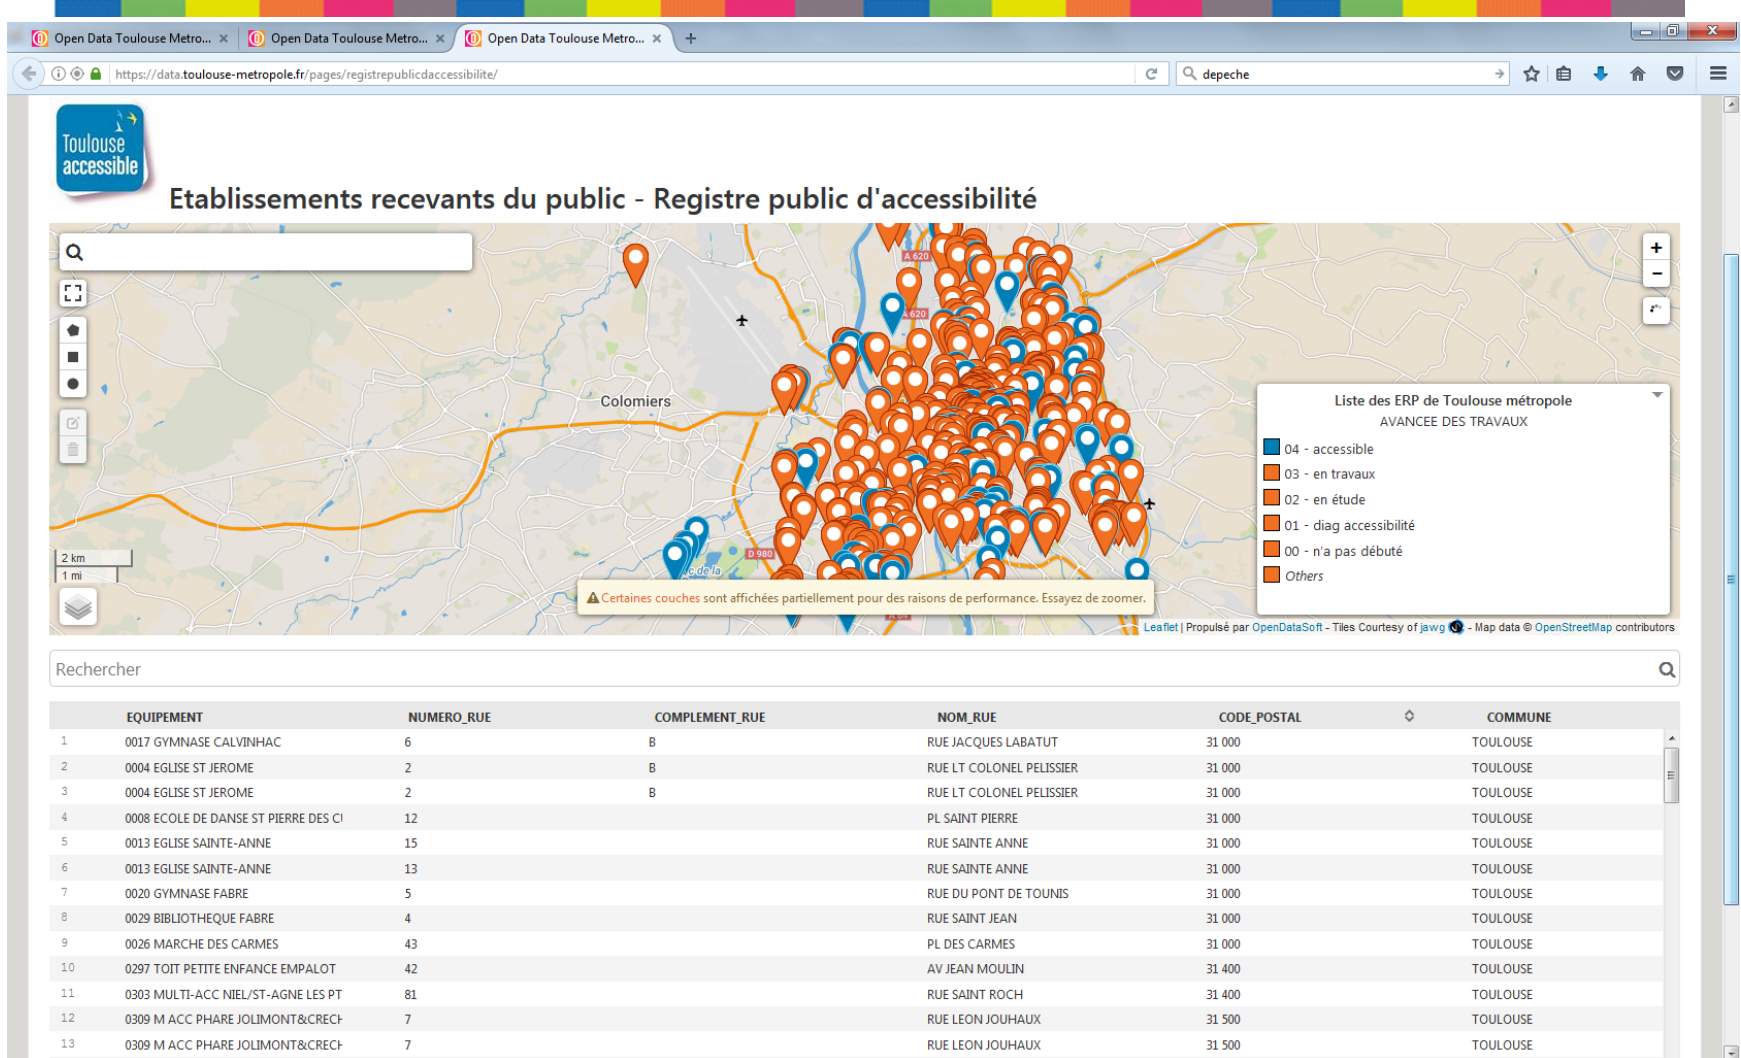 Open Data Toulouse Metro... × Open Data Toulouse Metro... × Open Data Toulouse Metro... × +
https://data.toulouse-metropole.fr/pages/registrepublicdaccessibilite/ depeche
Toulouse
accessible
Etablissements recevants du public - Registre public d'accessibilité
A 620
A 620
Colomiers
D 980
c de la
2 km
1 mi
+
−
Liste des ERP de Toulouse métropole
AVANCEE DES TRAVAUX
04 - accessible
03 - en travaux
02 - en étude
01 - diag accessibilité
00 - n'a pas débuté
Others
Certaines couches sont affichées partiellement pour des raisons de performance. Essayez de zoomer.
Leaflet | Propulsé par OpenDataSoft - Tiles Courtesy of jawg - Map data © OpenStreetMap contributors
Rechercher
EQUIPEMENT NUMERO_RUE COMPLEMENT_RUE NOM_RUE CODE_POSTAL COMMUNE
1 0017 GYMNASE CALVINHAC 6 B RUE JACQUES LABATUT 31 000 TOULOUSE
2 0004 EGLISE ST JEROME 2 B RUE LT COLONEL PELISSIER 31 000 TOULOUSE
3 0004 EGLISE ST JEROME 2 B RUE LT COLONEL PELISSIER 31 000 TOULOUSE
4 0008 ECOLE DE DANSE ST PIERRE DES CU 12 PL SAINT PIERRE 31 000 TOULOUSE
5 0013 EGLISE SAINTE-ANNE 15 RUE SAINTE ANNE 31 000 TOULOUSE
6 0013 EGLISE SAINTE-ANNE 13 RUE SAINTE ANNE 31 000 TOULOUSE
7 0020 GYMNASE FABRE 5 RUE DU PONT DE TOUNIS 31 000 TOULOUSE
8 0029 BIBLIOTHEQUE FABRE 4 RUE SAINT JEAN 31 000 TOULOUSE
9 0026 MARCHE DES CARMES 43 PL DES CARMES 31 000 TOULOUSE
10 0297 TOIT PETITE ENFANCE EMPALOT 42 AV JEAN MOULIN 31 400 TOULOUSE
11 0303 MULTI-ACC NIEL/ST-AGNE LES PT 81 RUE SAINT ROCH 31 400 TOULOUSE
12 0309 M ACC PHARE JOLIMONT&CRECH 7 RUE LEON JOUHAUX 31 500 TOULOUSE
13 0309 M ACC PHARE JOLIMONT&CRECH 7 RUE LEON JOUHAUX 31 500 TOULOUSE